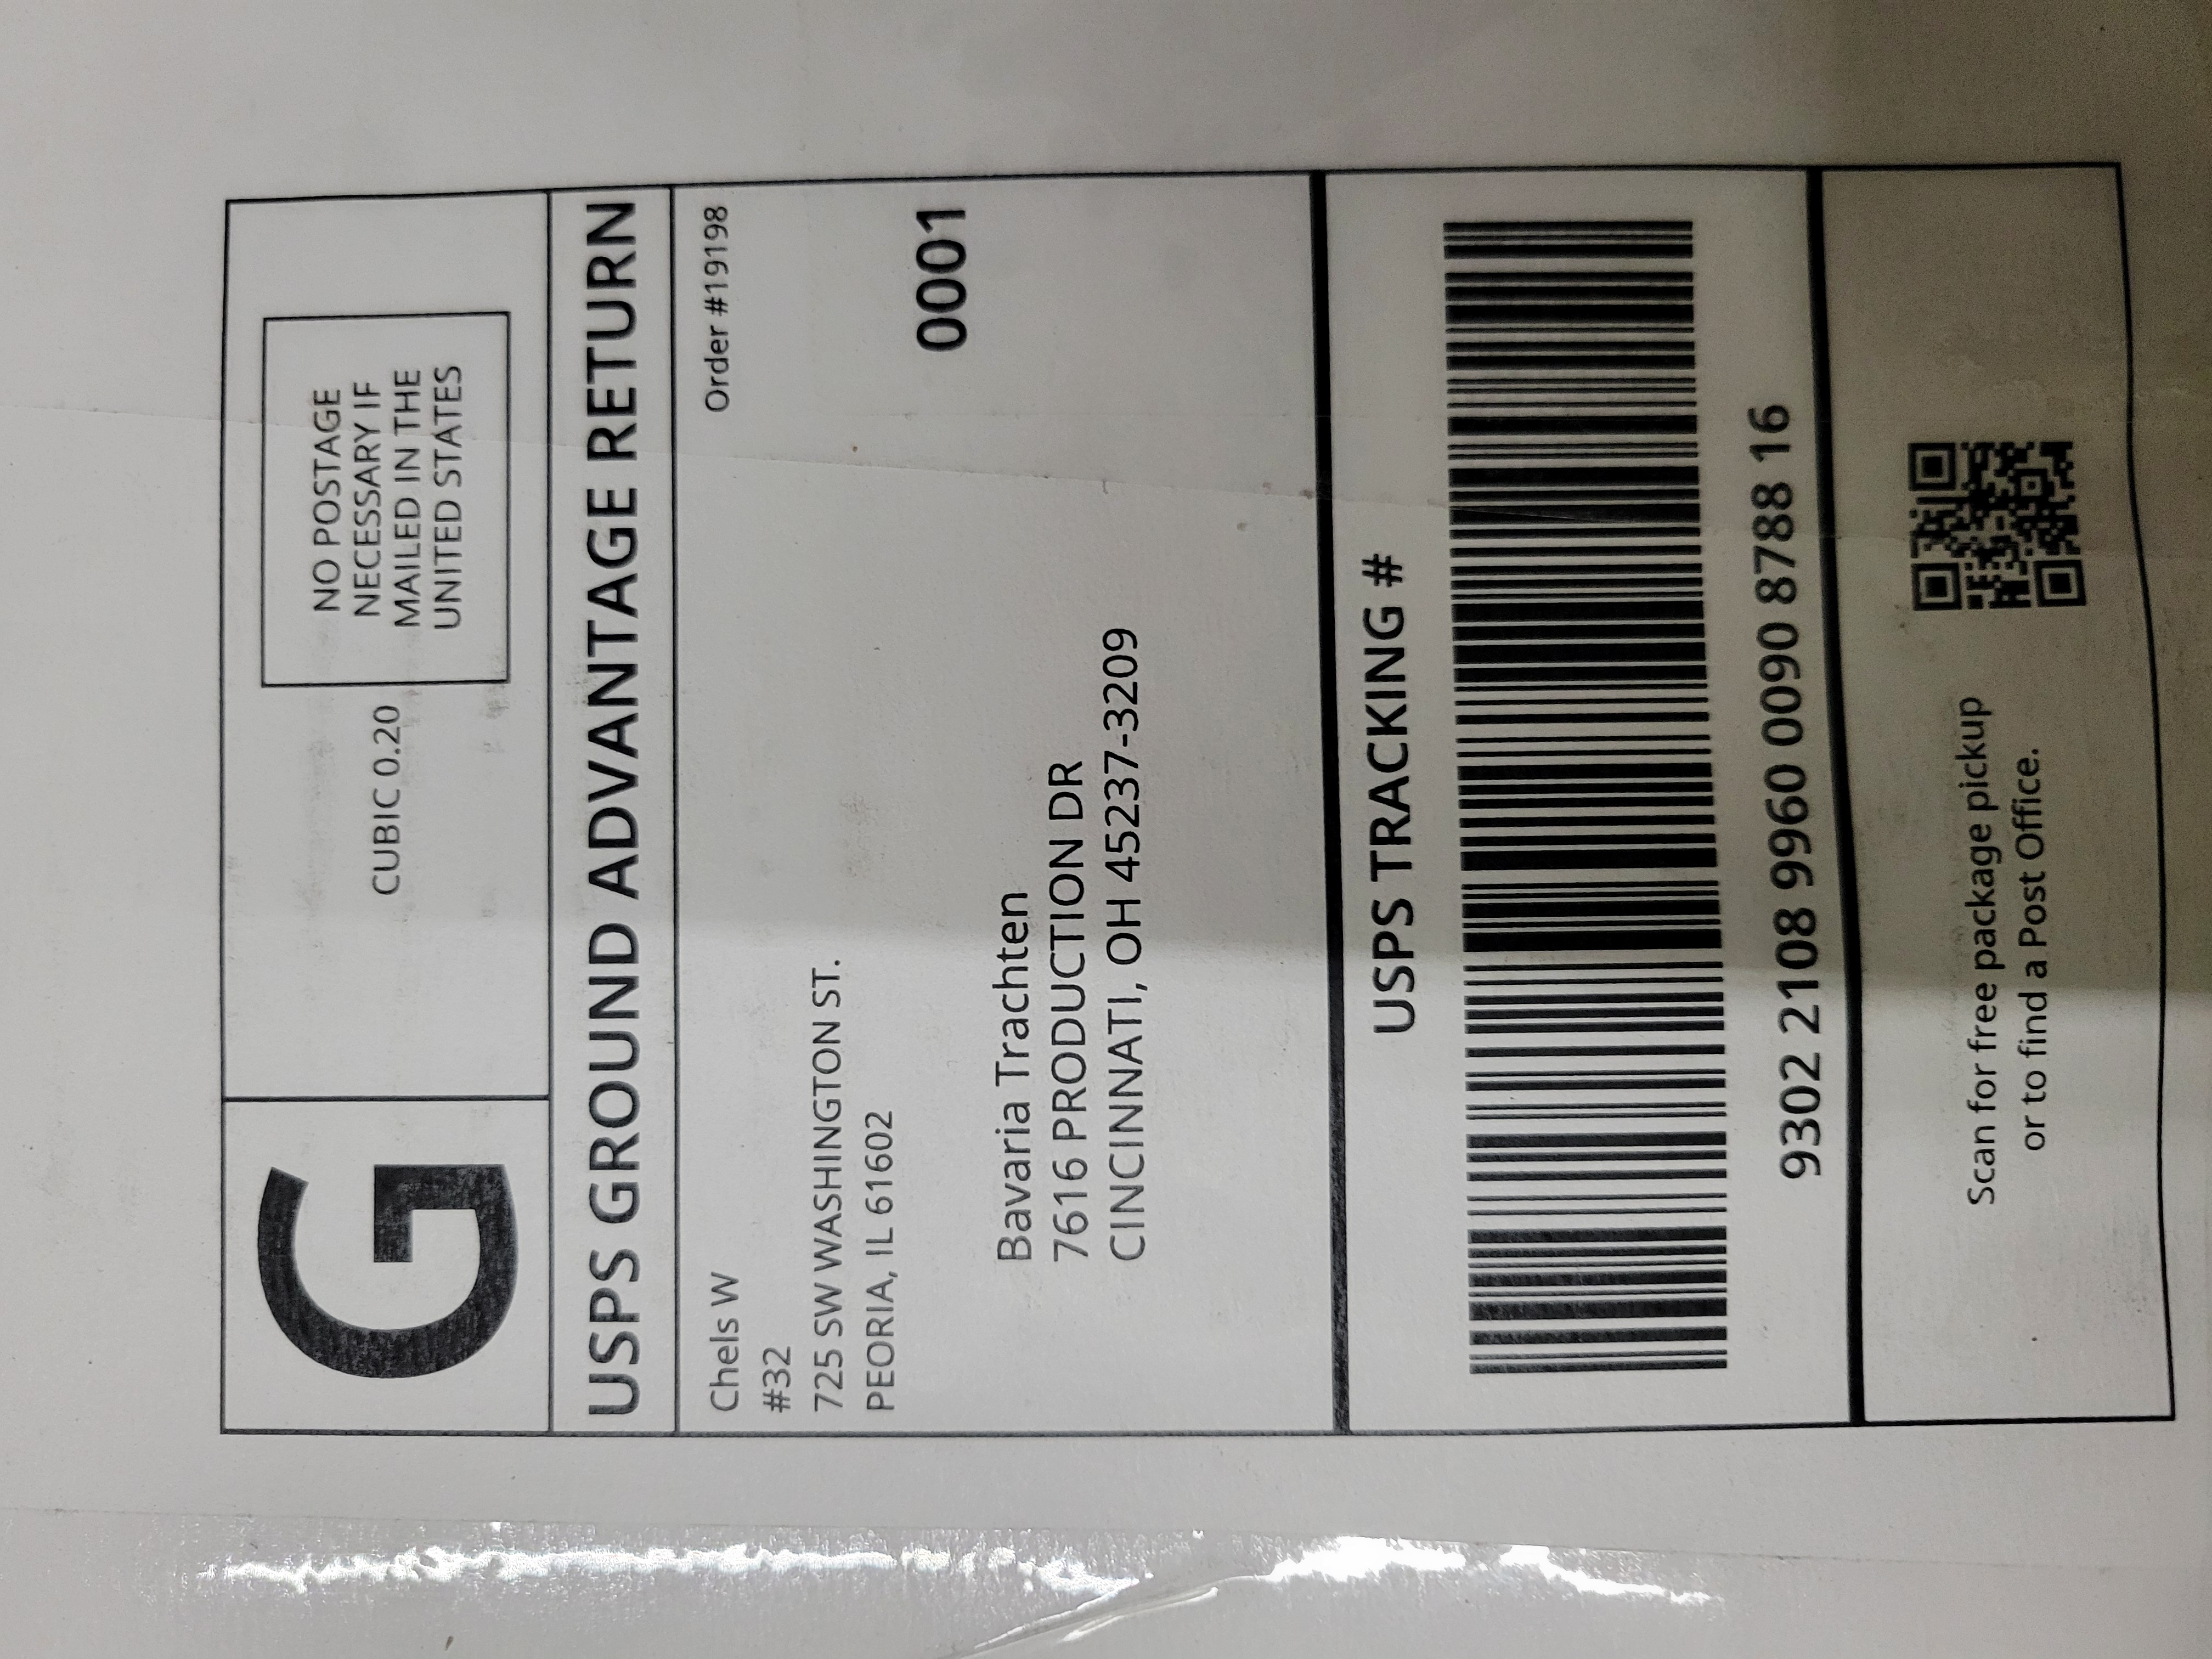 G
CUBIC 0.20
NO POSTAGE
NECESSARY IF
MAILED IN THE
UNITED STATES
USPS GROUND ADVANTAGE RETURN
Chels W
Order #19198
#32
725 SW WASHINGTON ST.
PEORIA, IL 61602
0001
Bavaria Trachten
7616 PRODUCTION DR
CINCINNATI, OH 45237-3209
USPS TRACKING #
9302 2108 9960 0090 8788 16
Scan for free package pickup
or to find a Post Office.